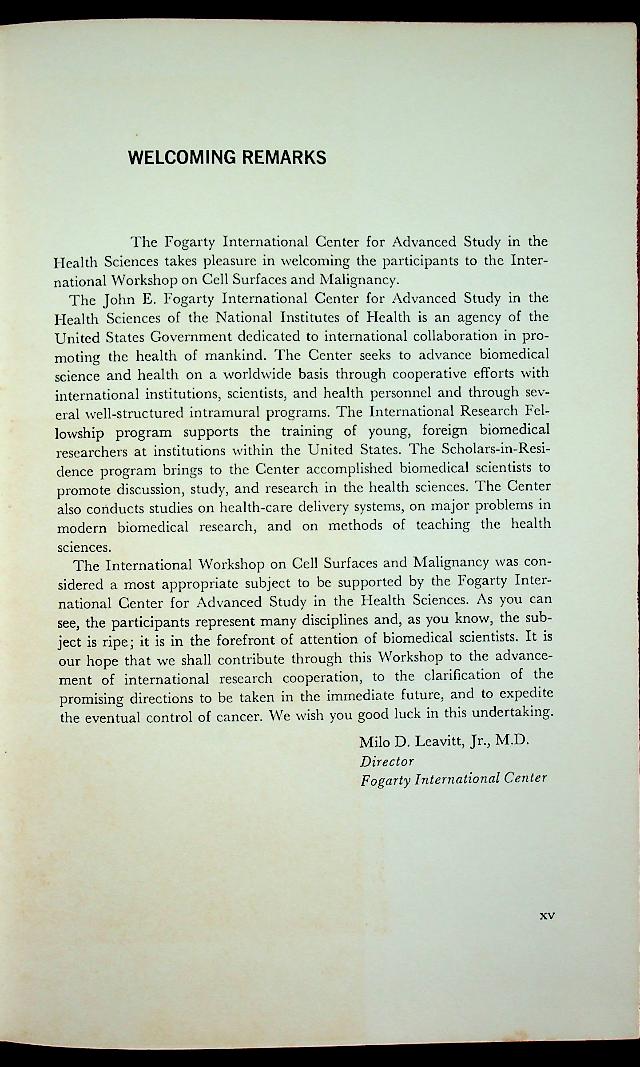 WELCOMING REMARKS
The Fogarty International Center for Advanced Study in the
Health Sciences takes pleasure in welcoming the participants to the Inter-
national Workshop on Cell Surfaces and Malignancy.
The John E. Fogarty International Center for Advanced Study in the
Health Sciences of the National Institutes of Health is an agency of the
United States Government dedicated to international collaboration in pro-
moting the health of mankind. The Center seeks to advance biomedical
science and health on a worldwide basis through cooperative efforts with
international institutions, scientists, and health personnel and through sev-
eral well-structured intramural programs. The International Research Fel-
lowship program supports the training of young, foreign biomedical
researchers at institutions within the United States. The Scholars-in-Resi-
dence program brings to the Center accomplished biomedical scientists to
promote discussion, study, and research in the health sciences. The Center
also conducts studies on health-care delivery systems, on major problems in
modern biomedical research, and on methods of teaching the health
sciences.
The International Workshop on Cell Surfaces and Malignancy was con-
sidered a most appropriate subject to be supported by the Fogarty Inter-
national Center for Advanced Study in the Health Sciences. As you can
see, the participants represent many disciplines and, as you know, the sub-
ject is ripe; it is in the forefront of attention of biomedical scientists. It is
our hope that we shall contribute through this Workshop to the advance-
ment of international research cooperation, to the clarification of the
promising directions to be taken in the immediate future, and to expedite
the eventual control of cancer. We wish you good luck in this undertaking.
Milo D. Leavitt, Jr., M.D.
Director
Fogarty International Center
xv